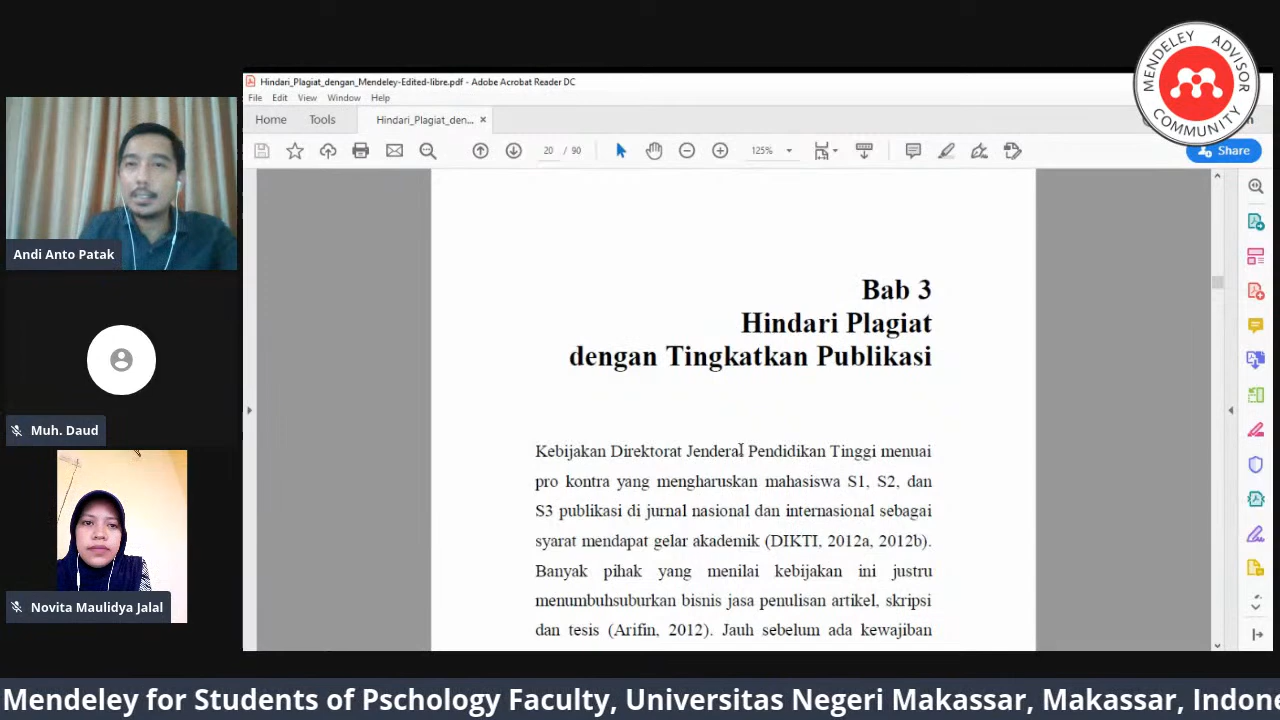 MENDELEY ADVISOR
COMMUNITY
Hindari_Plagiat_dengan_Mendeley-Edited-libre.pdf - Adobe Acrobat Reader DC
File Edit View Window Help
Home Tools Hindari_Plagiat_den... ×
20 / 90 125%
Share
Andi Anto Patak
Muh. Daud
Novita Maulidya Jalal
Bab 3
Hindari Plagiat
dengan Tingkatkan Publikasi
Kebijakan Direktorat Jenderal Pendidikan Tinggi menuai
pro kontra yang mengharuskan mahasiswa S1, S2, dan
S3 publikasi di jurnal nasional dan internasional sebagai
syarat mendapat gelar akademik (DIKTI, 2012a, 2012b).
Banyak pihak yang menilai kebijakan ini justru
menumbuhsuburkan bisnis jasa penulisan artikel, skripsi
dan tesis (Arifin, 2012). Jauh sebelum ada kewajiban
Mendeley for Students of Pschology Faculty, Universitas Negeri Makassar, Makassar, Indone